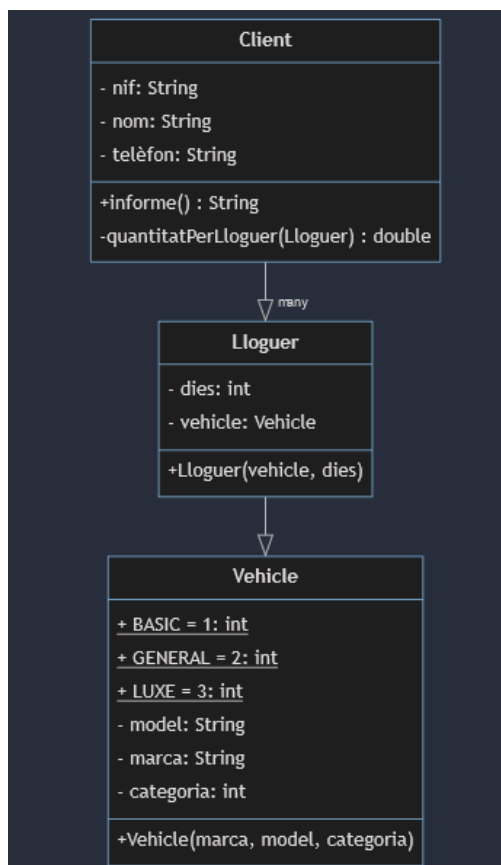 Client
- nif: String
- nom: String
- telèfon: String
+informe() : String
-quantitatPerLloguer(Lloguer) : double
many
Lloguer
- dies: int
- vehicle: Vehicle
+Lloguer(vehicle, dies)
Vehicle
+ BASIC = 1: int
+ GENERAL = 2: int
+ LUXE = 3: int
- model: String
- marca: String
- categoria: int
+Vehicle(marca, model, categoria)